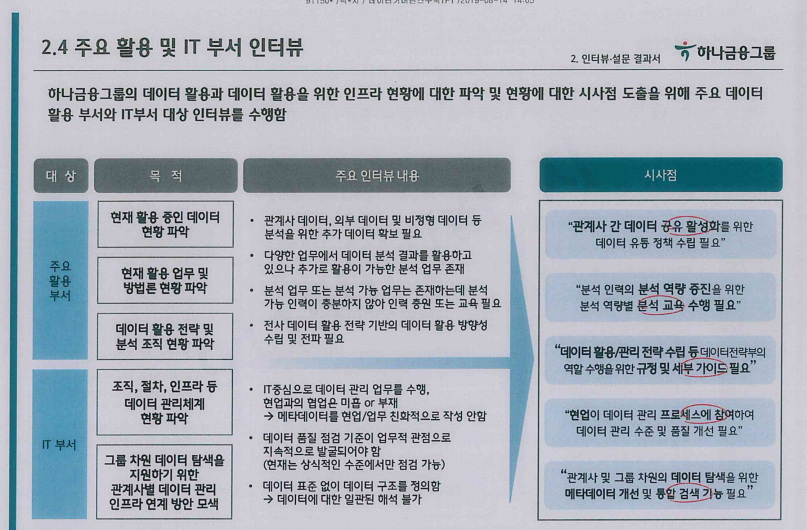 2.4 주요 활용 및 IT 부서 인터뷰
2. 인터뷰·설문 결과서
하나금융그룹
하나금융그룹의 데이터 활용과 데이터 활용을 위한 인프라 현황에 대한 파악 및 현황에 대한 시사점 도출을 위해 주요 데이터
활용 부서와 IT부서 대상 인터뷰를 수행함
대 상
목 적
주요 인터뷰 내용
시사점
주요
활용
부서
현재 활용 중인 데이터
현황 파악
현재 활용 업무 및
방법론 현황 파악
데이터 활용 전략 및
분석 조직 현황 파악
• 관계사 데이터, 외부 데이터 및 비정형 데이터 등
분석을 위한 추가 데이터 확보 필요
• 다양한 업무에서 데이터 분석 결과를 활용하고
있으나 추가로 활용이 가능한 분석 업무 존재
• 분석 업무 또는 분석 가능 업무는 존재하는데 분석
가능 인력이 충분하지 않아 인력 충원 또는 교육 필요
• 전사 데이터 활용 전략 기반의 데이터 활용 방향성
수립 및 전파 필요
IT 부서
조직, 절차, 인프라 등
데이터 관리체계
현황 파악
그룹 차원 데이터 탐색을
지원하기 위한
관계사별 데이터 관리
인프라 연계 방안 모색
• IT중심으로 데이터 관리 업무를 수행,
현업과의 협업은 미흡 or 부재
→ 메타데이터를 현업/업무 친화적으로 작성 안함
• 데이터 품질 점검 기준이 업무적 관점으로
지속적으로 발굴되어야 함
(현재는 상식적인 수준에서만 점검 가능)
• 데이터 표준 없이 데이터 구조를 정의함
→ 데이터에 대한 일관된 해석 불가
“관계사 간 데이터 공유 활성화를 위한
데이터 유통 정책 수립 필요”
“분석 인력의 분석 역량 증진을 위한
분석 역량별 분석 교육 수행 필요”
“데이터 활용/관리 전략 수립 등 데이터전략부의
역할 수행을 위한 규정 및 세부 가이드 필요”
“현업이 데이터 관리 프로세스에 참여하여
데이터 관리 수준 및 품질 개선 필요”
“관계사 및 그룹 차원의 데이터 탐색을 위한
메타데이터 개선 및 통합 검색 기능 필요”